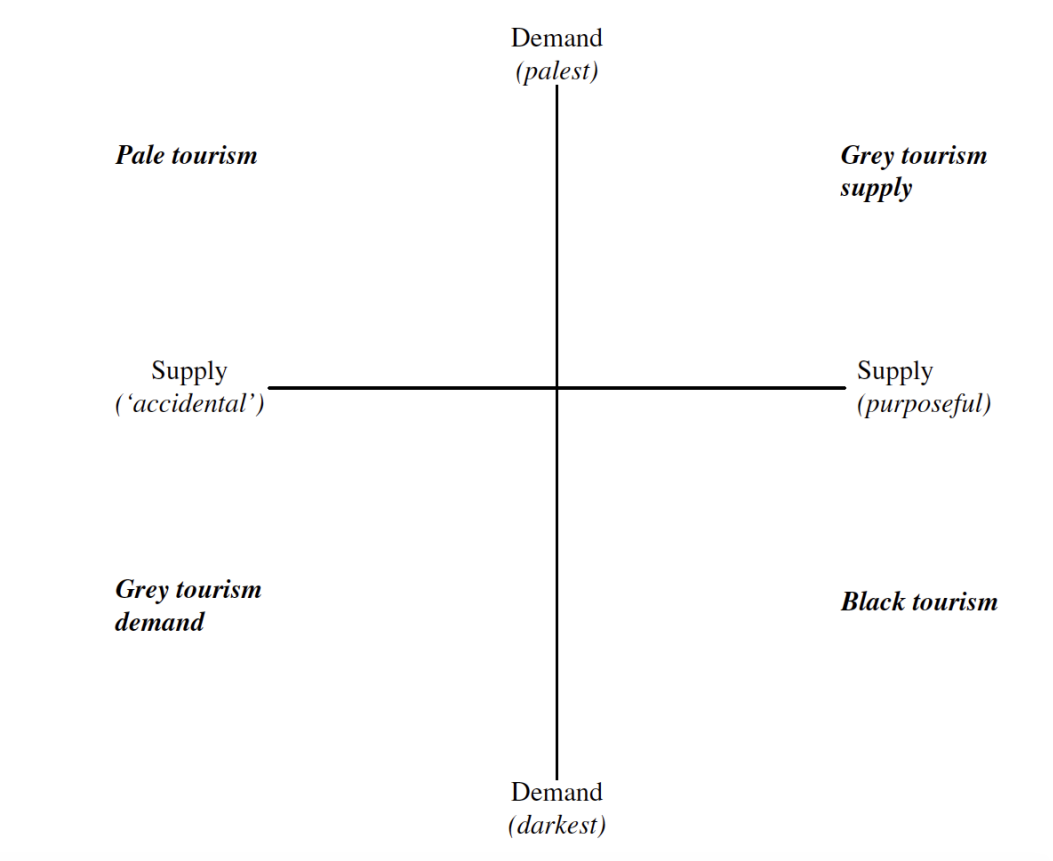 Demand
(palest)
Pale tourism
Grey tourism
supply
Supply
(‘accidental’)
Supply
(purposeful)
Grey tourism
demand
Black tourism
Demand
(darkest)